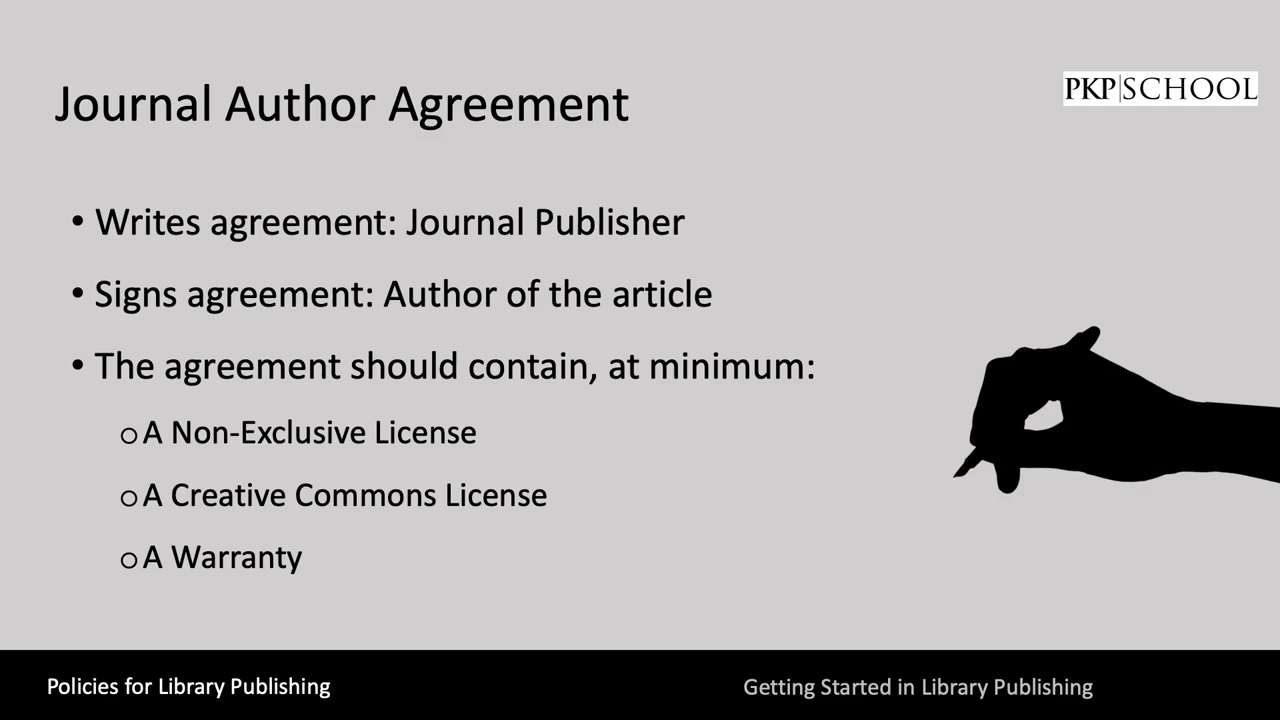 Journal Author Agreement
PKP|SCHOOL
• Writes agreement: Journal Publisher
• Signs agreement: Author of the article
• The agreement should contain, at minimum:
o A Non-Exclusive License
o A Creative Commons License
o A Warranty
Policies for Library Publishing
Getting Started in Library Publishing